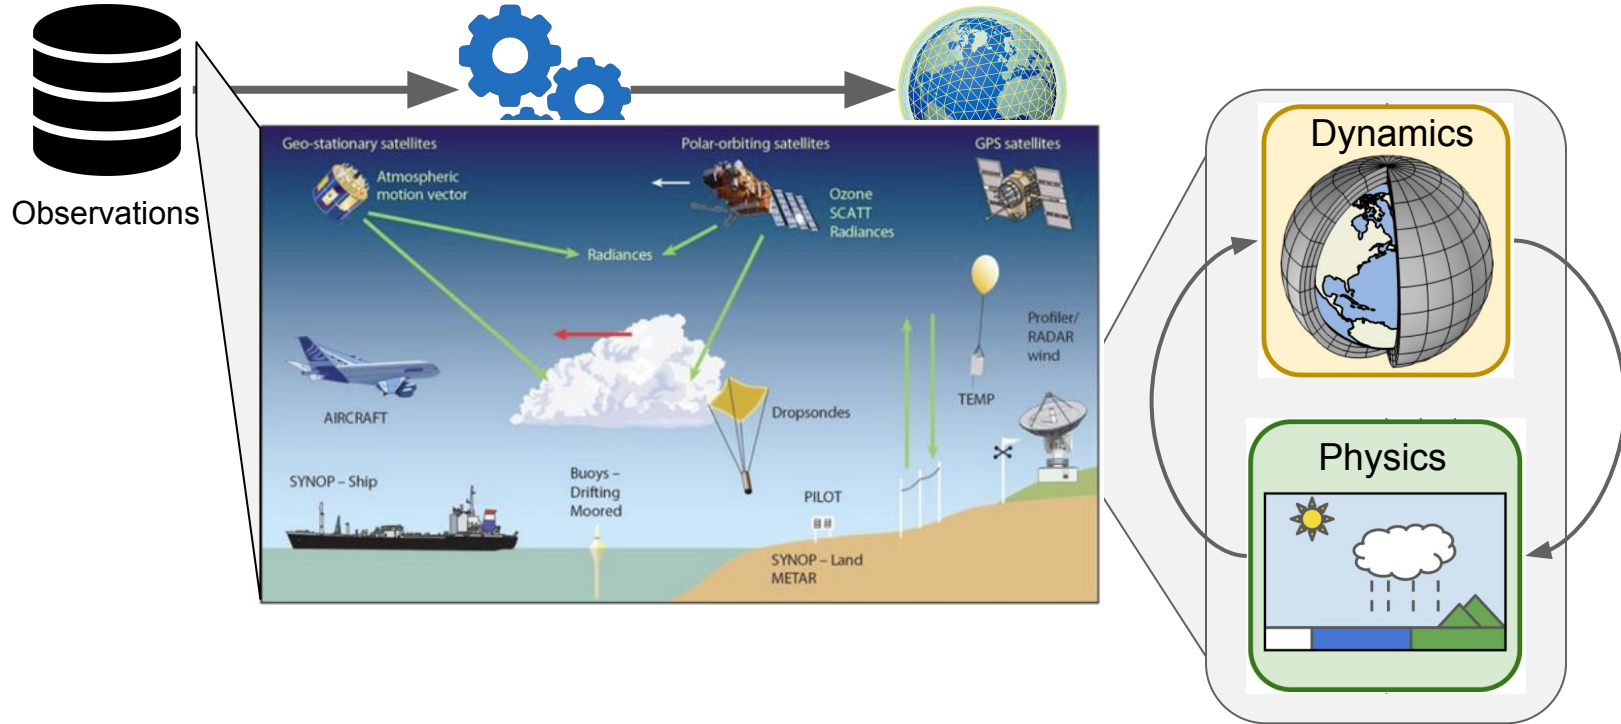 Observations
Geo-stationary satellites
Polar-orbiting satellites
GPS satellites
Atmospheric
motion vector
Ozone
SCATT
Radiances
Radiances
Profiler/
RADAR
wind
AIRCRAFT
TEMP
Dropsondes
SYNOP – Ship
Buoys –
Drifting
Moored
PILOT
SYNOP – Land
METAR
Dynamics
Physics